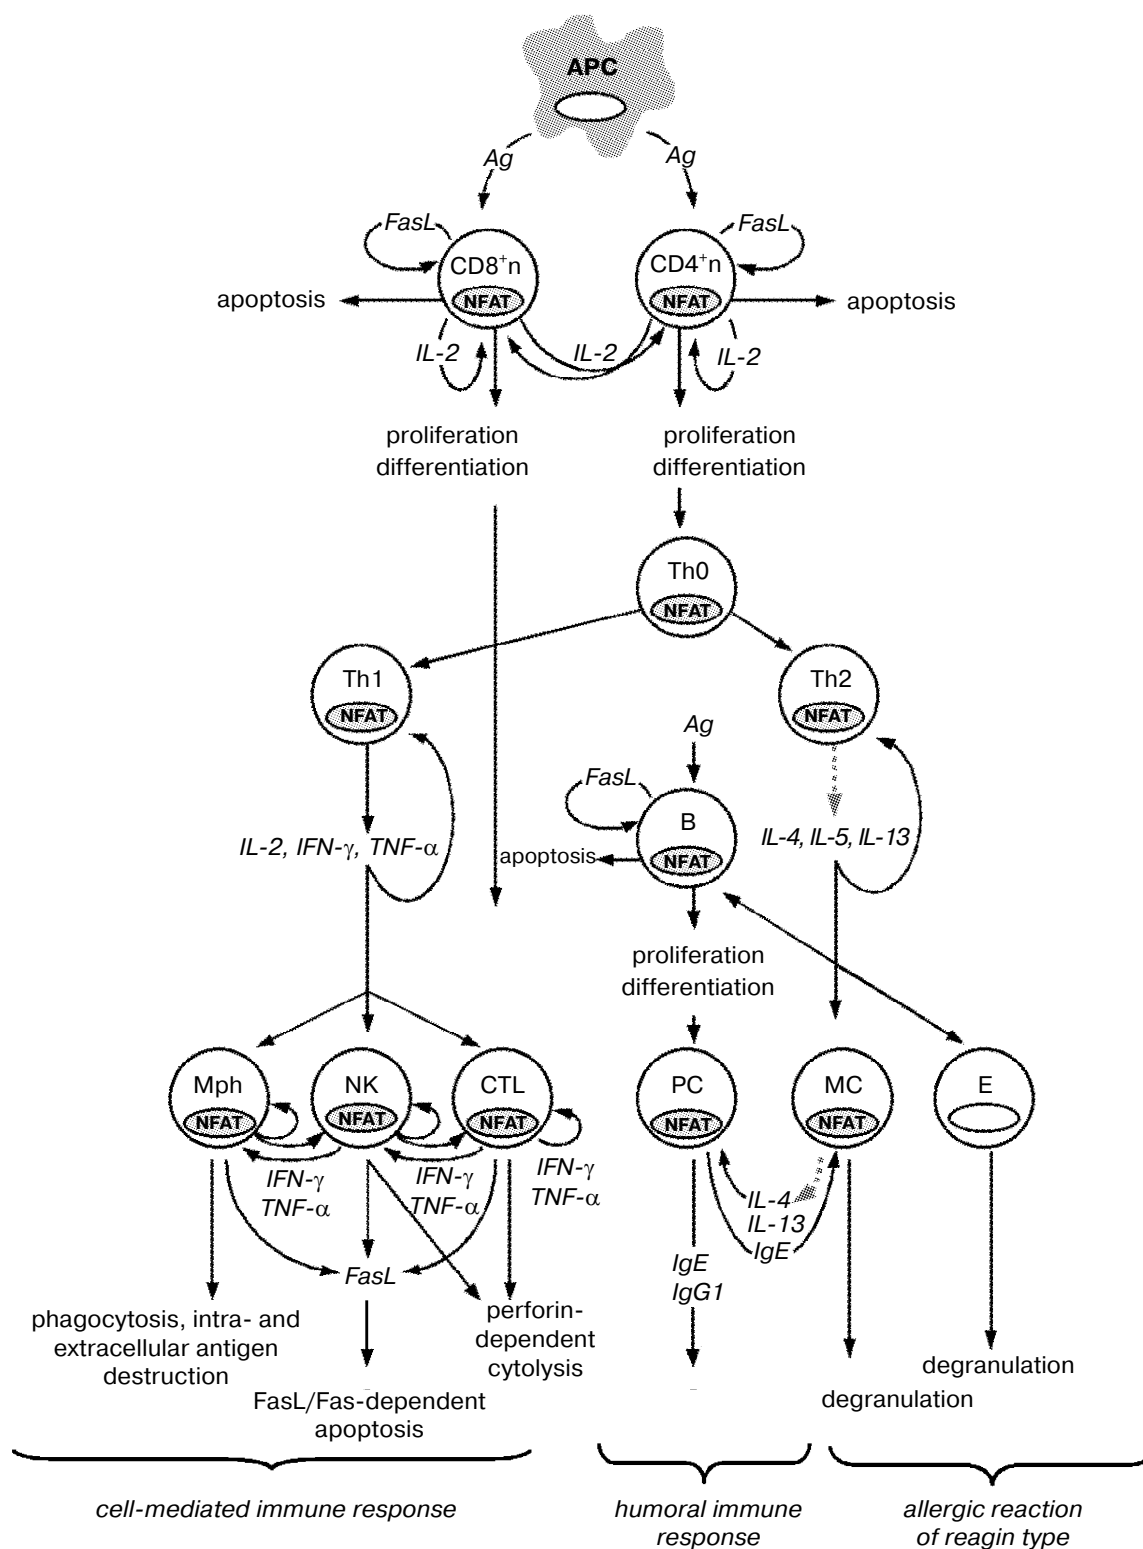 APC
Ag
Ag
FasL
FasL
CD8+n
CD4+n
NFAT
NFAT
apoptosis
apoptosis
IL-2
IL-2
IL-2
proliferation
differentiation
proliferation
differentiation
Th0
NFAT
Th1
NFAT
Th2
NFAT
Ag
FasL
B
NFAT
apoptosis
IL-2, IFN-γ, TNF-α
IL-4, IL-5, IL-13
proliferation
differentiation
Mph
NFAT
NK
NFAT
CTL
NFAT
PC
NFAT
MC
NFAT
E
IFN-γ
TNF-α
IFN-γ
TNF-α
IFN-γ
TNF-α
IL-4
IL-13
IgE
IgE
IgG1
FasL
phagocytosis, intra- and
extracellular antigen
destruction
perforin-
dependent
cytolysis
FasL/Fas-dependent
apoptosis
degranulation
degranulation
cell-mediated immune response
humoral immune
response
allergic reaction
of reagin type